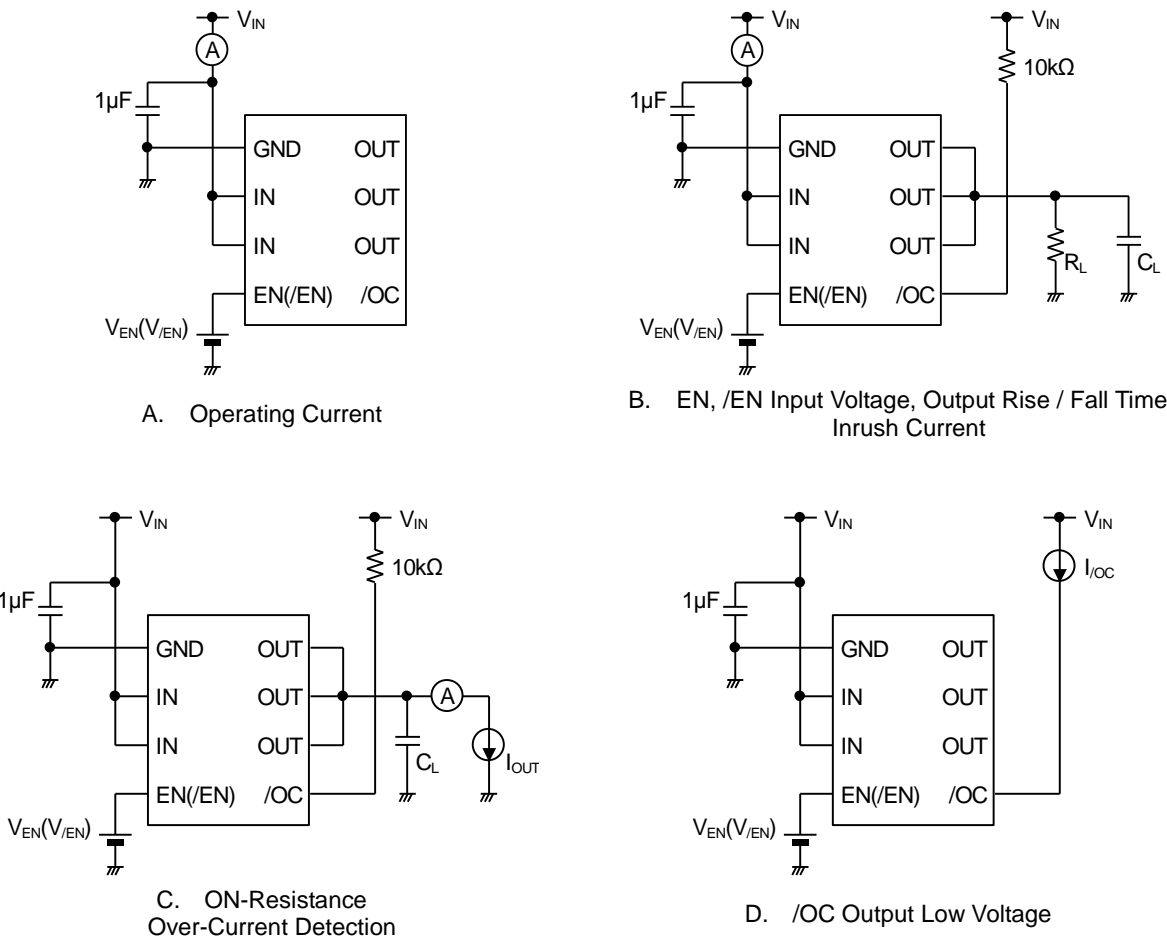 VIN
A
1µF
GND OUT
IN OUT
IN OUT
EN(/EN) /OC
VEN(V/EN)
A. Operating Current
VIN VIN
A
10kΩ
1µF
GND OUT
IN OUT
IN OUT
RL CL
EN(/EN) /OC
VEN(V/EN)
B. EN, /EN Input Voltage, Output Rise / Fall Time
Inrush Current
VIN VIN
10kΩ
1µF
GND OUT
IN OUT A
IN OUT
CL IOUT
EN(/EN) /OC
VEN(V/EN)
C. ON-Resistance
Over-Current Detection
VIN VIN
I/OC
1µF
GND OUT
IN OUT
IN OUT
EN(/EN) /OC
VEN(V/EN)
D. /OC Output Low Voltage